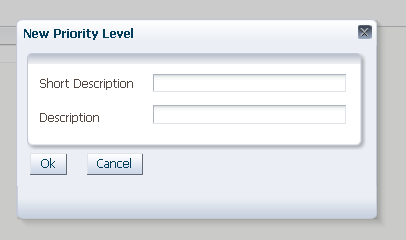 New Priority Level
Short Description
Description
Ok Cancel